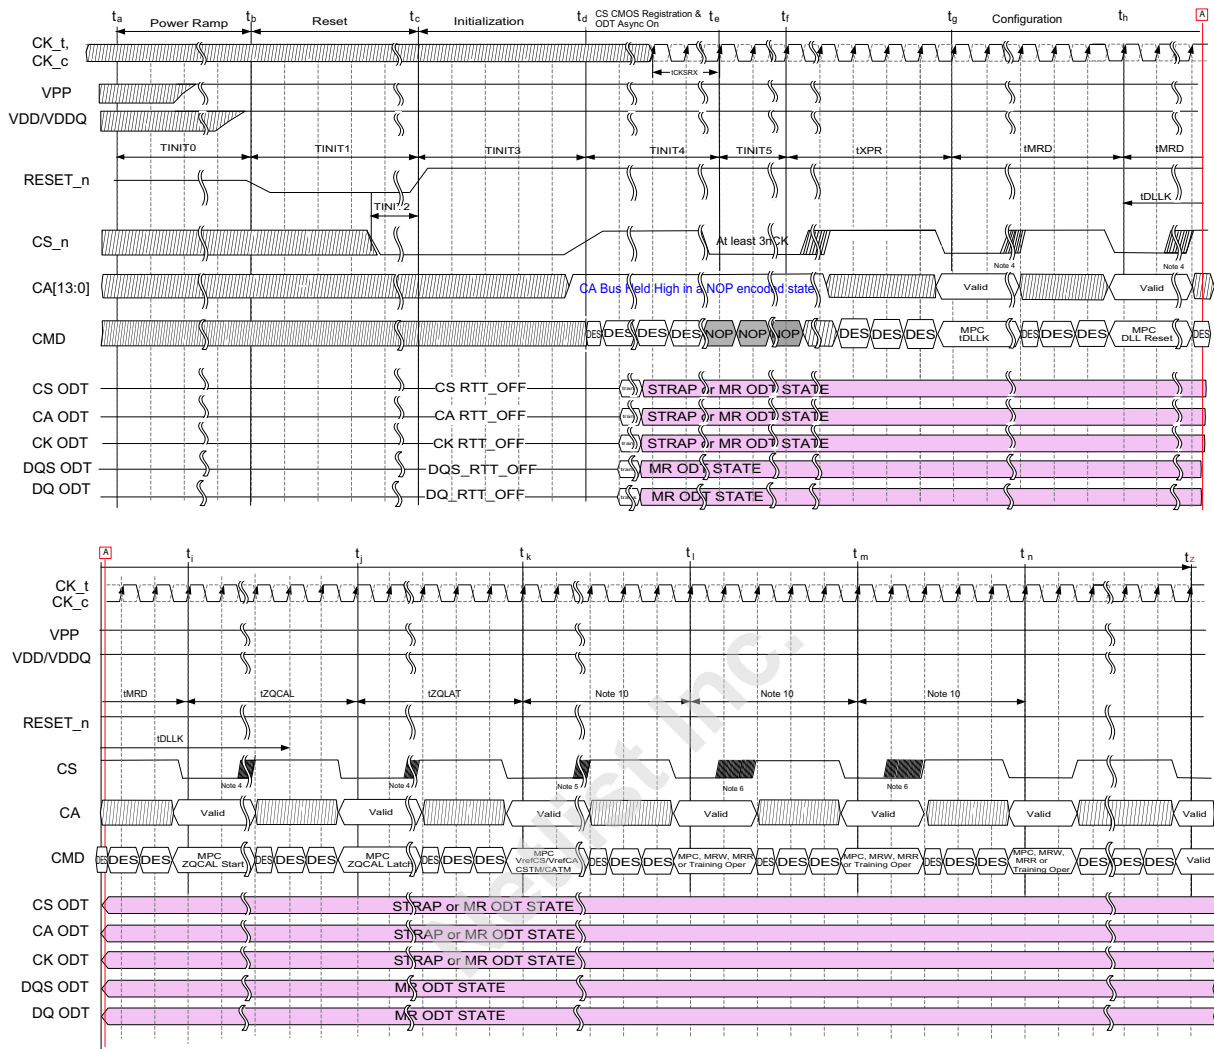 ta tb tc td te tf tg th A
Power Ramp Reset Initialization CS CMOS Registration & ODT Async On Configuration
CK_t,
CK_c
tCKSRX
VPP
VDD/VDDQ
TINIT0 TINIT1 TINIT3 TINIT4 TINIT5 tXPR tMRD tMRD
RESET_n
TINIT2 tDLLK
CS_n
At least 3nCK
Note 4 Note 4
CA[13:0] CA Bus Held High in a NOP encoded state Valid Valid
CMD DES DES DES DES NOP NOP NOP DES DES DES MPC tDLLK DES DES DES MPC DLL Reset DES
CS ODT CS RTT_OFF STRAP or MR ODT STATE
CA ODT CA RTT_OFF STRAP or MR ODT STATE
CK ODT CK RTT_OFF STRAP or MR ODT STATE
DQS ODT DQS_RTT_OFF MR ODT STATE
DQ ODT DQ_RTT_OFF MR ODT STATE
A ti tj tk tl tm tn tz
CK_t
CK_c
VPP
VDD/VDDQ
tMRD tZQCAL tZQLAT Note 10 Note 10 Note 10
RESET_n
tDLLK
CS
Note 4 Note 4 Note 5 Note 6 Note 6
CA Valid Valid Valid Valid Valid Valid Valid
CMD DES DES DES MPC ZQCAL Start DES DES DES MPC ZQCAL Latch DES DES DES MPC VrefCS/VrefCA CSTM/CATM DES DES DES MPC, MRW, MRR or Training Oper DES DES DES MPC, MRW, MRR or Training Oper DES DES DES MPC, MRW, MRR or Training Oper DES DES DES Valid
CS ODT STRAP or MR ODT STATE
CA ODT STRAP or MR ODT STATE
CK ODT STRAP or MR ODT STATE
DQS ODT MR ODT STATE
DQ ODT MR ODT STATE
Netlist Inc.